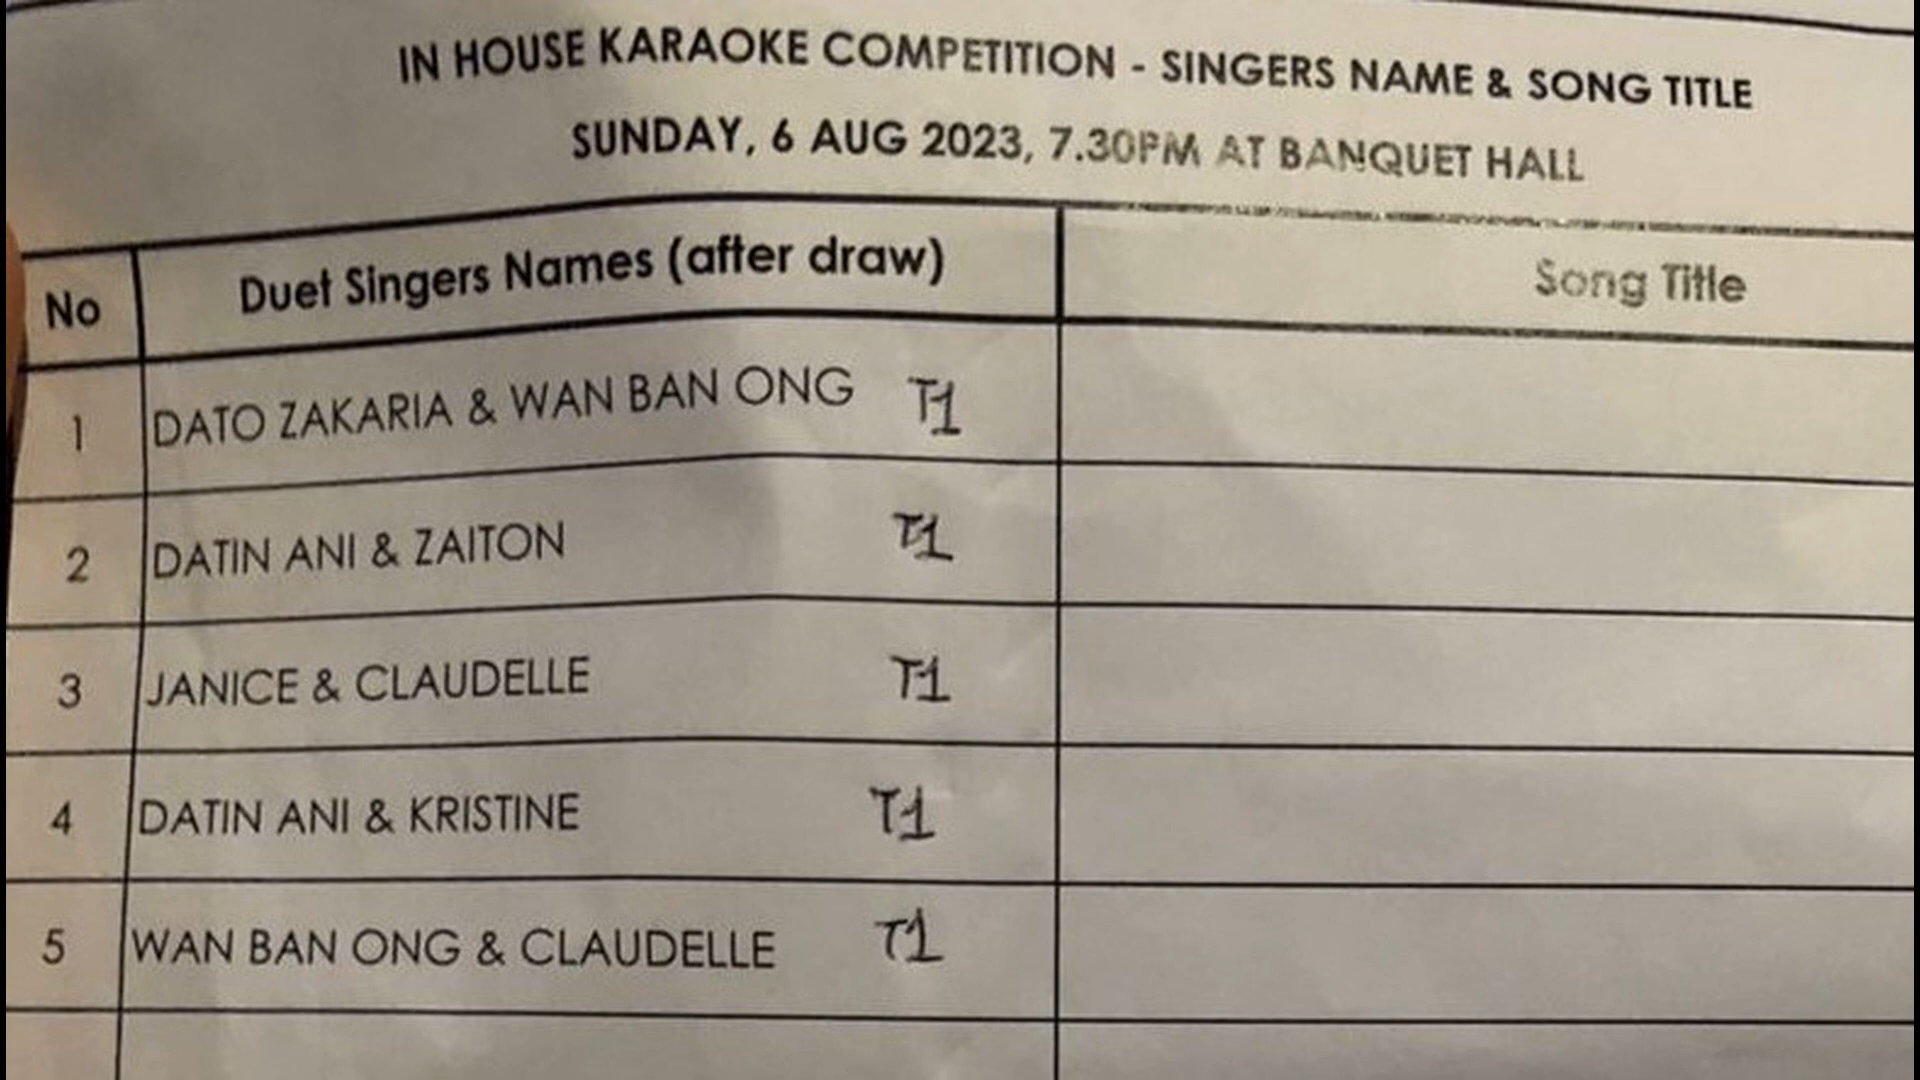 IN HOUSE KARAOKE COMPETITION - SINGERS NAME & SONG TITLE
SUNDAY, 6 AUG 2023, 7.30PM AT BANQUET HALL
No Duet Singers Names (after draw) Song Title
1 DATO ZAKARIA & WAN BAN ONG T1
2 DATIN ANI & ZAITON T1
3 JANICE & CLAUDELLE T1
4 DATIN ANI & KRISTINE T1
5 WAN BAN ONG & CLAUDELLE T1